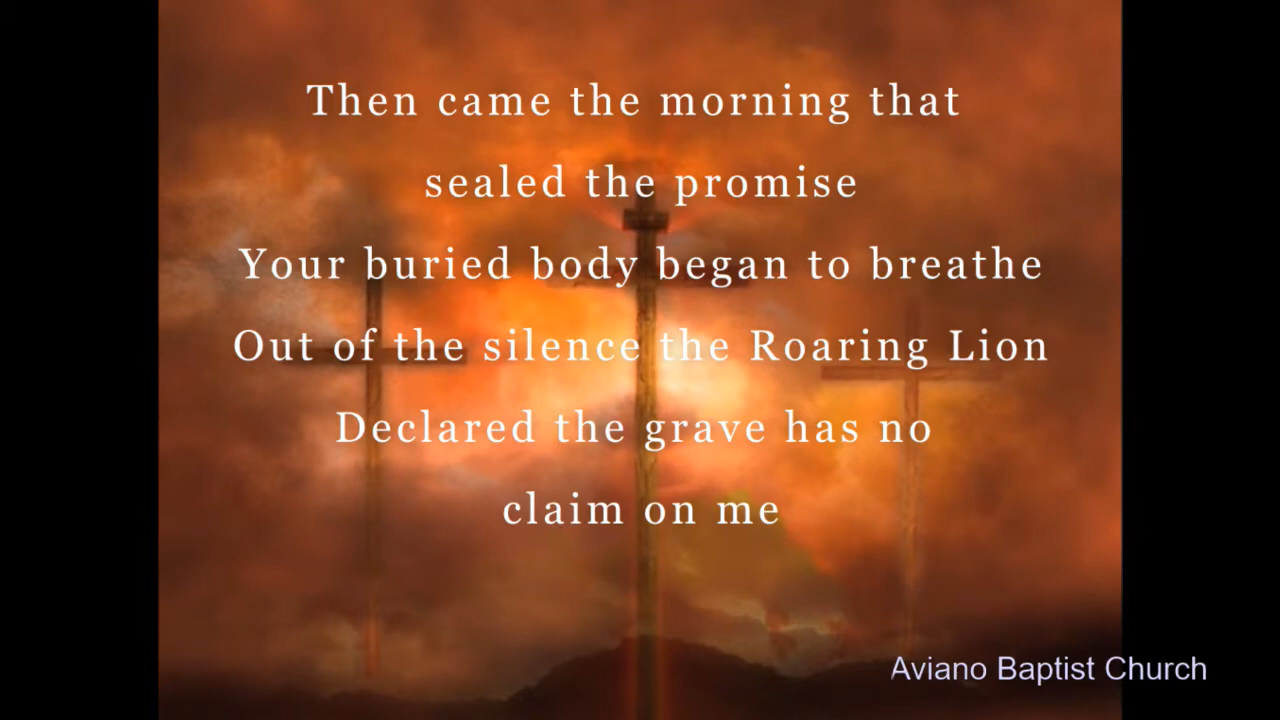 Then came the morning that
sealed the promise
Your buried body began to breathe
Out of the silence the Roaring Lion
Declared the grave has no
claim on me
Aviano Baptist Church